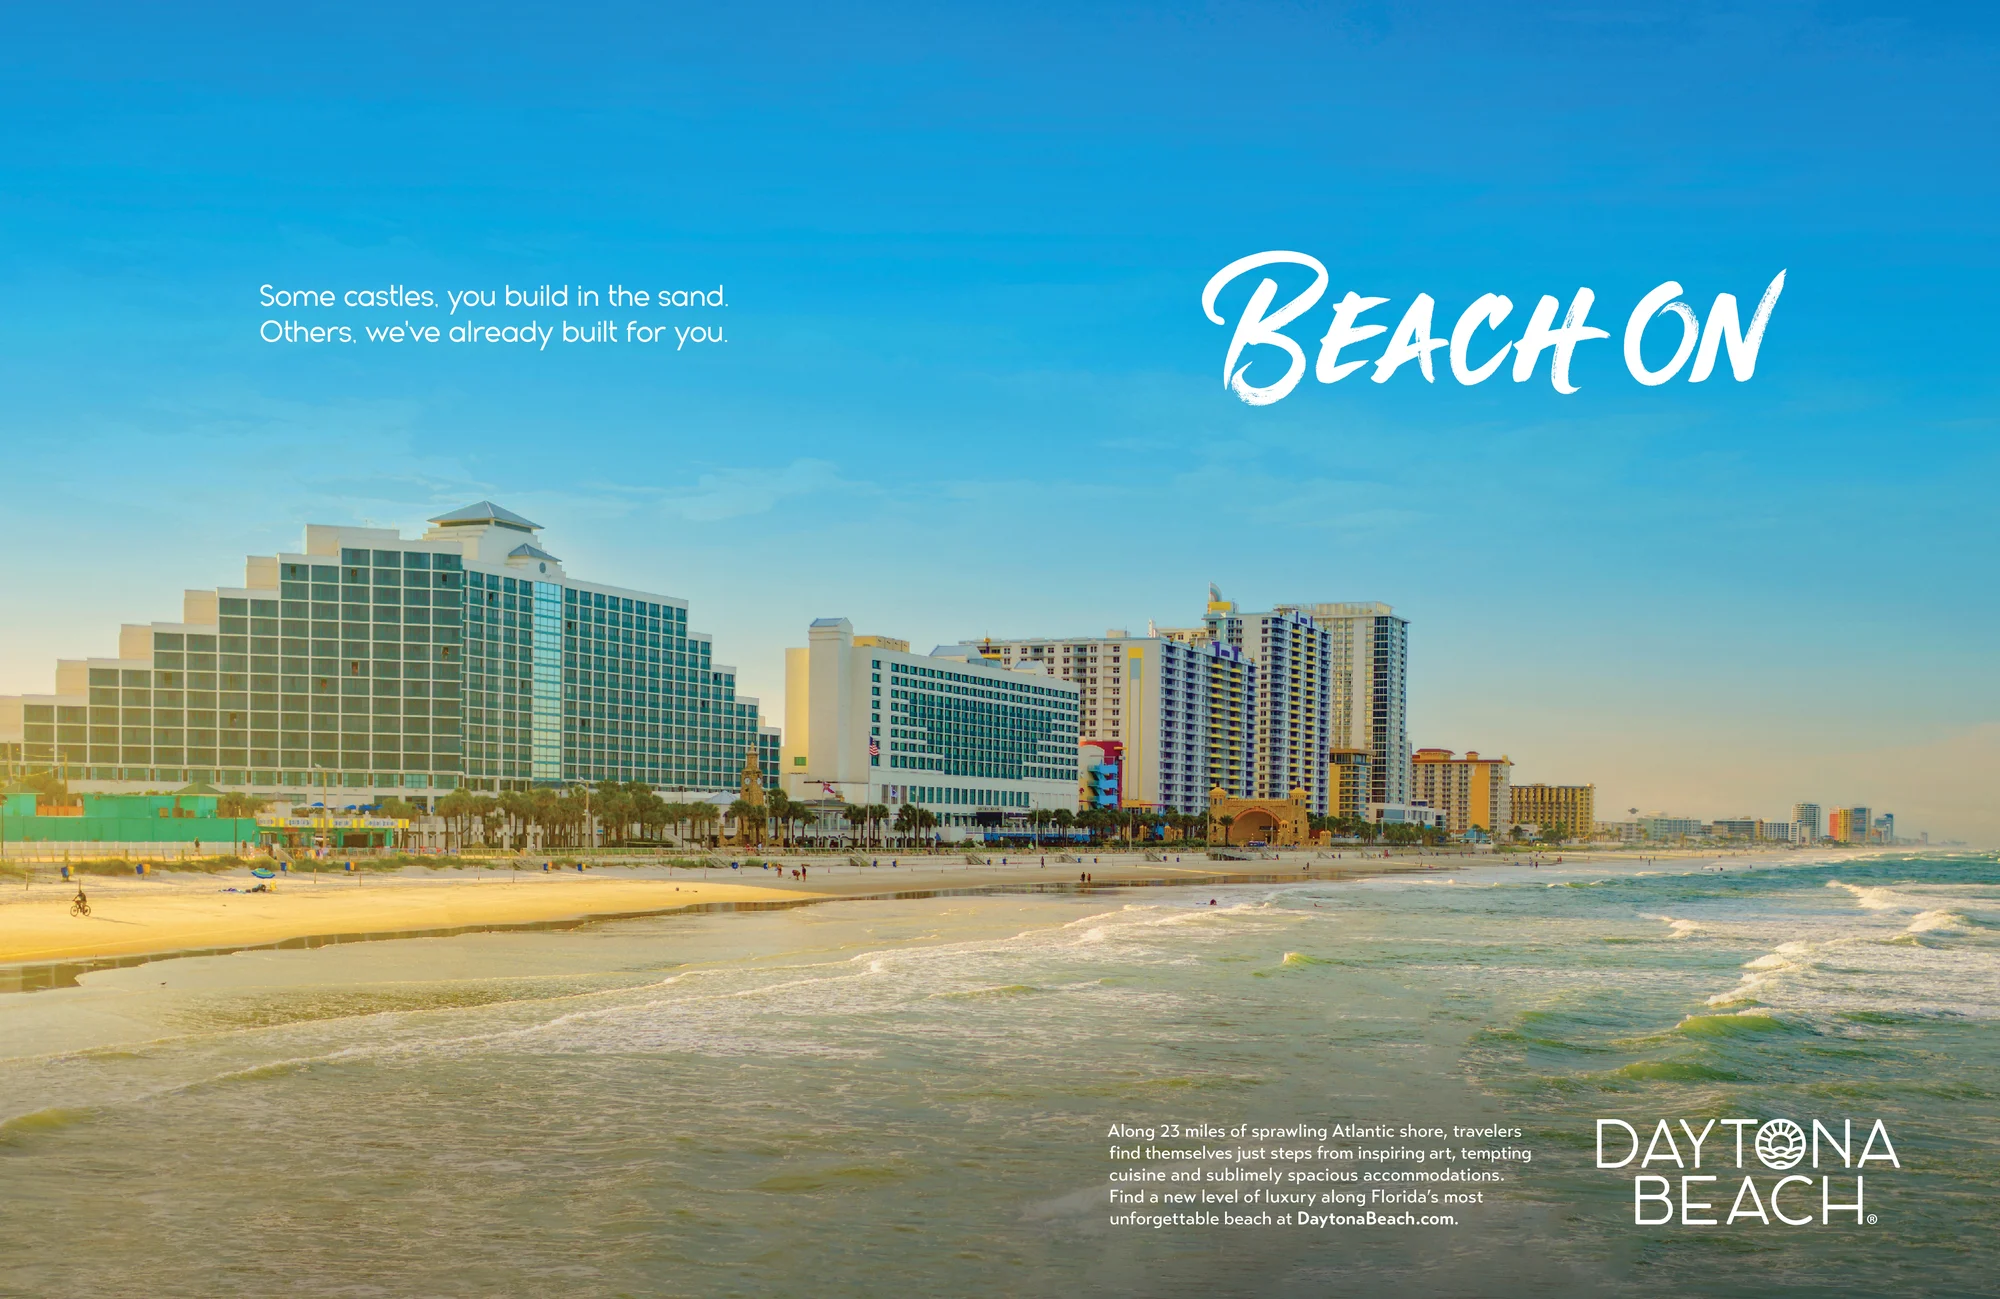 Some castles, you build in the sand.
Others, we've already built for you.
BEACH ON
Along 23 miles of sprawling Atlantic shore, travelers
find themselves just steps from inspiring art, tempting
cuisine and sublimely spacious accommodations.
Find a new level of luxury along Florida's most
unforgettable beach at DaytonaBeach.com.
DAYTONA
BEACH®